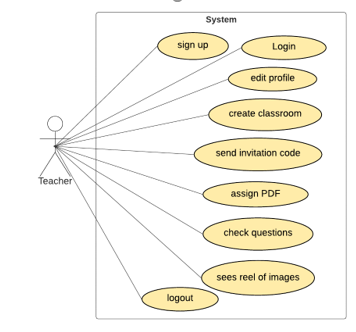 System
sign up
Login
edit profile
create classroom
send invitation code
Teacher
assign PDF
check questions
sees reel of images
logout